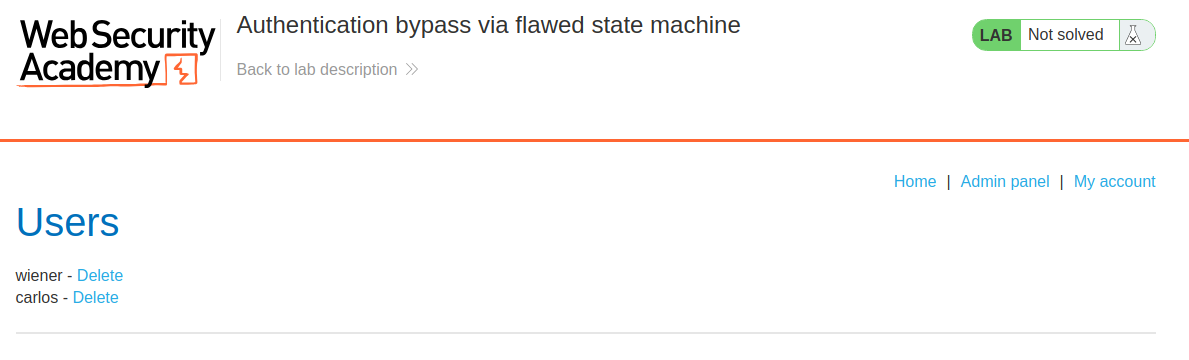 Web Security
Academy
Authentication bypass via flawed state machine
Back to lab description
LAB Not solved
Home | Admin panel | My account
Users
wiener - Delete
carlos - Delete